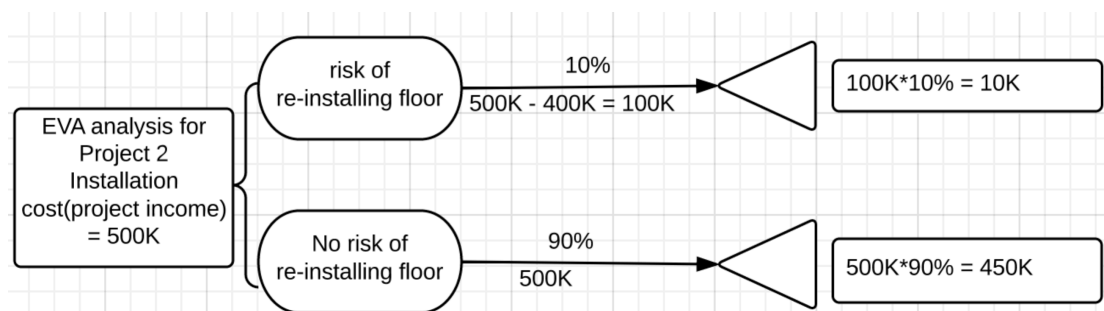 EVA analysis for
Project 2
Installation
cost(project income)
= 500K
risk of
re-installing floor
10%
500K - 400K = 100K
100K*10% = 10K
No risk of
re-installing floor
90%
500K
500K*90% = 450K